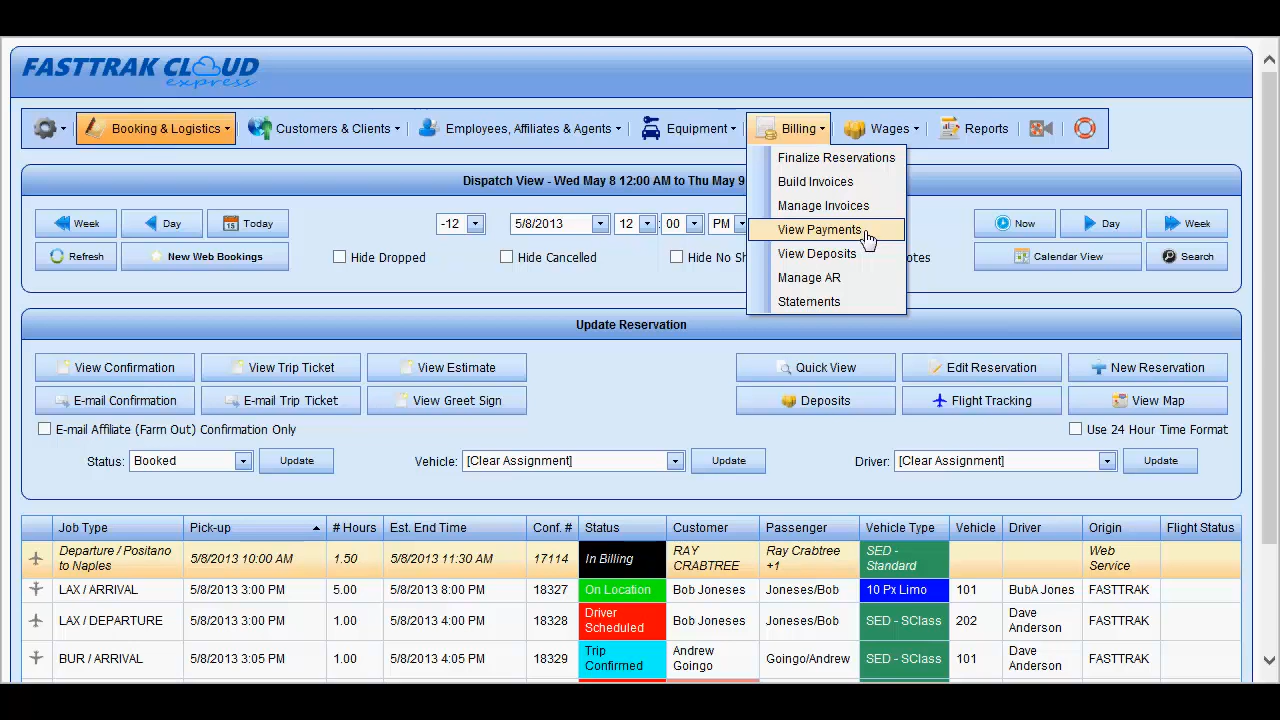 FASTTRAK CLOUD
express
Booking & Logistics
Customers & Clients
Employees, Affiliates & Agents
Equipment
Billing
Wages
Reports
Finalize Reservations
Build Invoices
Manage Invoices
View Payments
View Deposits
Manage AR
Statements
Dispatch View - Wed May 8 12:00 AM to Thu May 9
Week
Day
Today
-12
5/8/2013
12
00
PM
Now
Day
Week
Refresh
New Web Bookings
Hide Dropped
Hide Cancelled
Hide No Sh
otes
Calendar View
Search
Update Reservation
View Confirmation
View Trip Ticket
View Estimate
Quick View
Edit Reservation
New Reservation
E-mail Confirmation
E-mail Trip Ticket
View Greet Sign
Deposits
Flight Tracking
View Map
E-mail Affiliate (Farm Out) Confirmation Only
Use 24 Hour Time Format
Status: Booked Update
Vehicle: [Clear Assignment] Update
Driver: [Clear Assignment] Update
Job Type Pick-up # Hours Est. End Time Conf. # Status Customer Passenger Vehicle Type Vehicle Driver Origin Flight Status
Departure / Positano to Naples 5/8/2013 10:00 AM 1.50 5/8/2013 11:30 AM 17114 In Billing RAY CRABTREE Ray Crabtree +1 SED - Standard Web Service
LAX / ARRIVAL 5/8/2013 3:00 PM 5.00 5/8/2013 8:00 PM 18327 On Location Bob Joneses Joneses/Bob 10 Px Limo 101 BubA Jones FASTTRAK
LAX / DEPARTURE 5/8/2013 3:00 PM 1.00 5/8/2013 4:00 PM 18328 Driver Scheduled Bob Joneses Joneses/Bob SED - SClass 202 Dave Anderson FASTTRAK
BUR / ARRIVAL 5/8/2013 3:05 PM 1.00 5/8/2013 4:05 PM 18329 Trip Confirmed Andrew Goingo Goingo/Andrew SED - SClass 101 Dave Anderson FASTTRAK